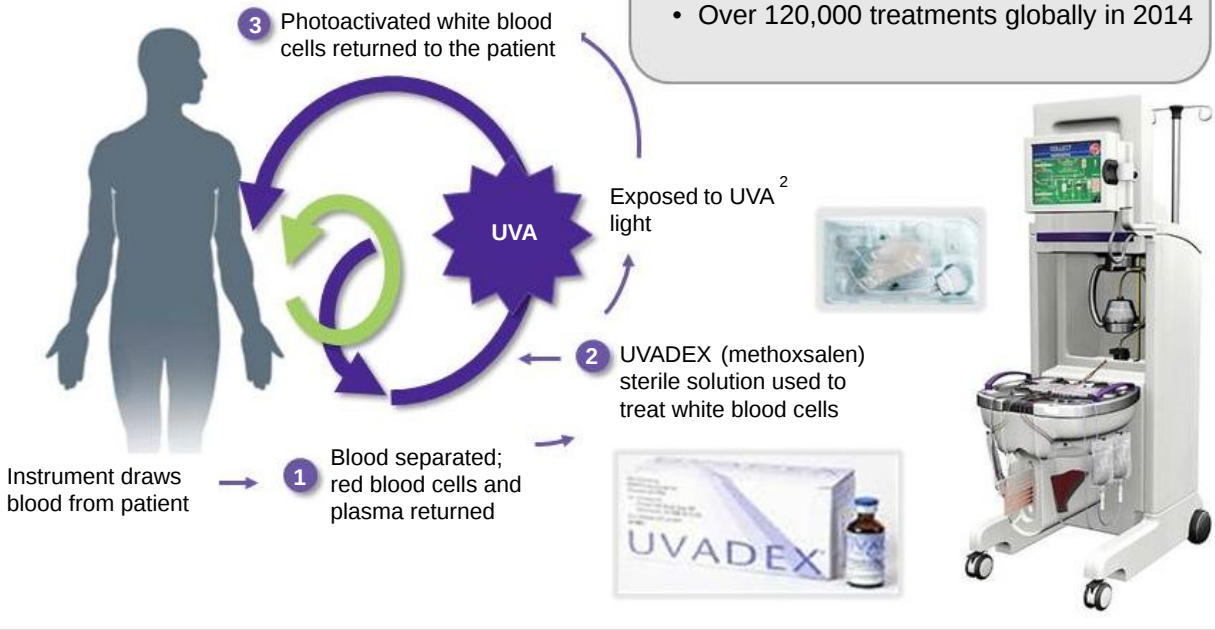 • Over 120,000 treatments globally in 2014
3 Photoactivated white blood
cells returned to the patient
Exposed to UVA 2
light
UVA
2 UVADEX (methoxsalen)
sterile solution used to
treat white blood cells
Instrument draws
blood from patient
1 Blood separated;
red blood cells and
plasma returned
UVADEX
COLLECT